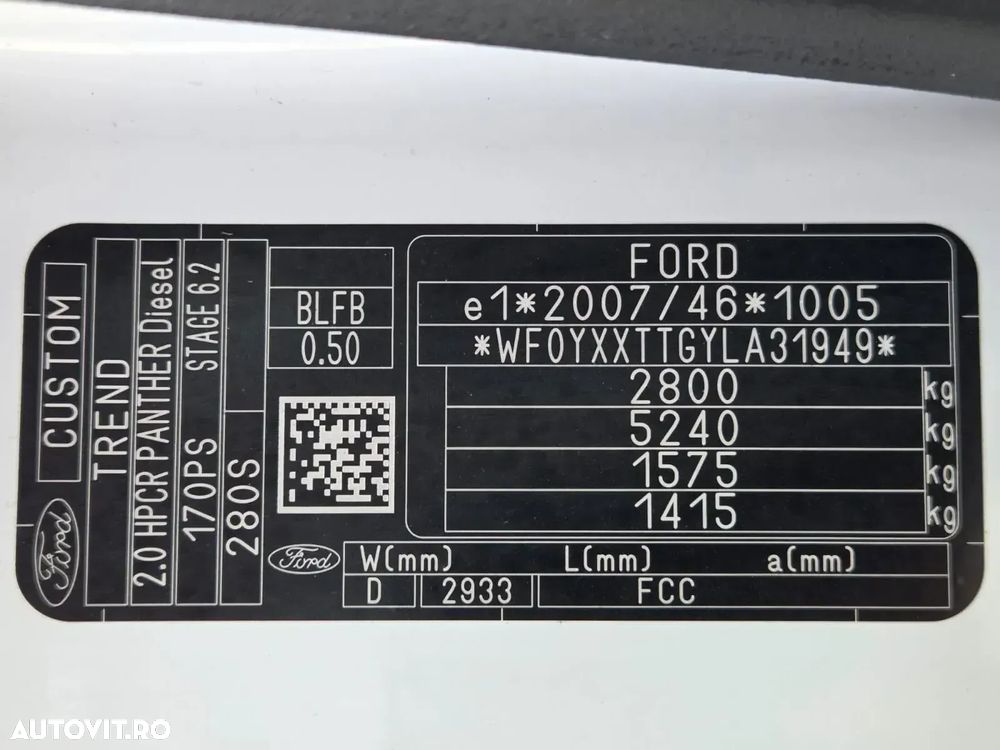 CUSTOM
Ford
TREND
2.0 HPCR PANTHER Diesel
170PS STAGE 6.2
280S
BLFB
0.50
FORD
e1*2007/46*1005
*WF0YXXTTGYLA31949*
2800 kg
5240 kg
1575 kg
1415 kg
Ford
W(mm) L(mm) a(mm)
D 2933 FCC
AUTOVIT.RO